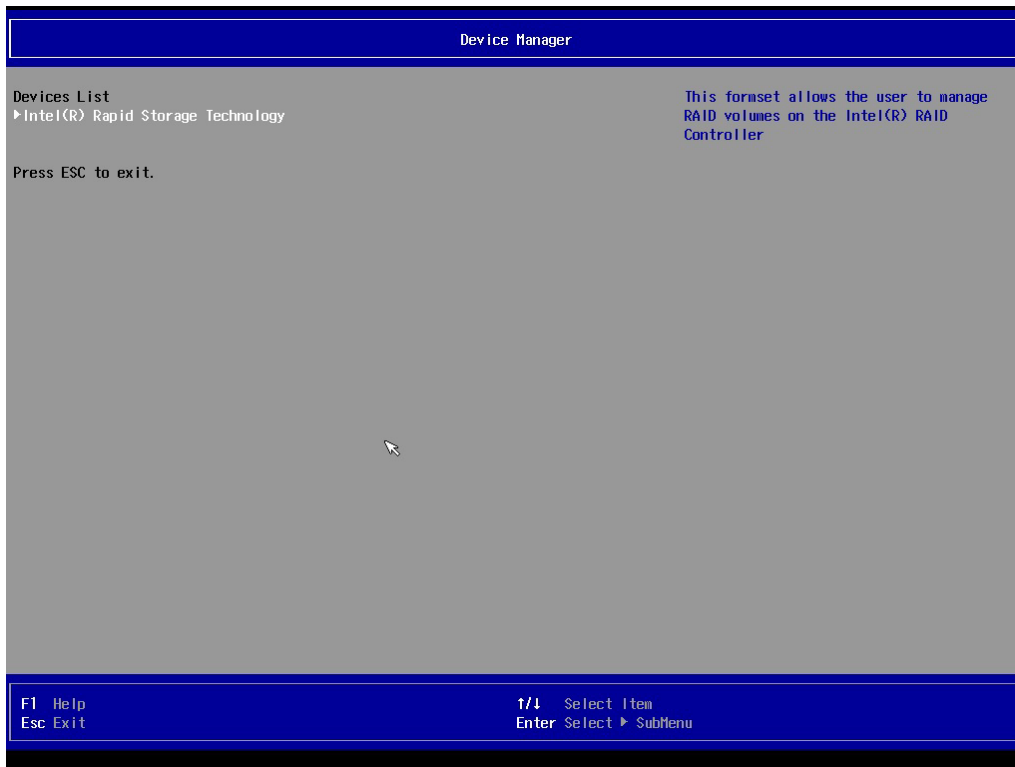 Device Manager
Devices List
▶Intel(R) Rapid Storage Technology
Press ESC to exit.
This formset allows the user to manage
RAID volumes on the Intel(R) RAID
Controller
F1 Help
Esc Exit
↑/↓ Select Item
Enter Select ▶ SubMenu